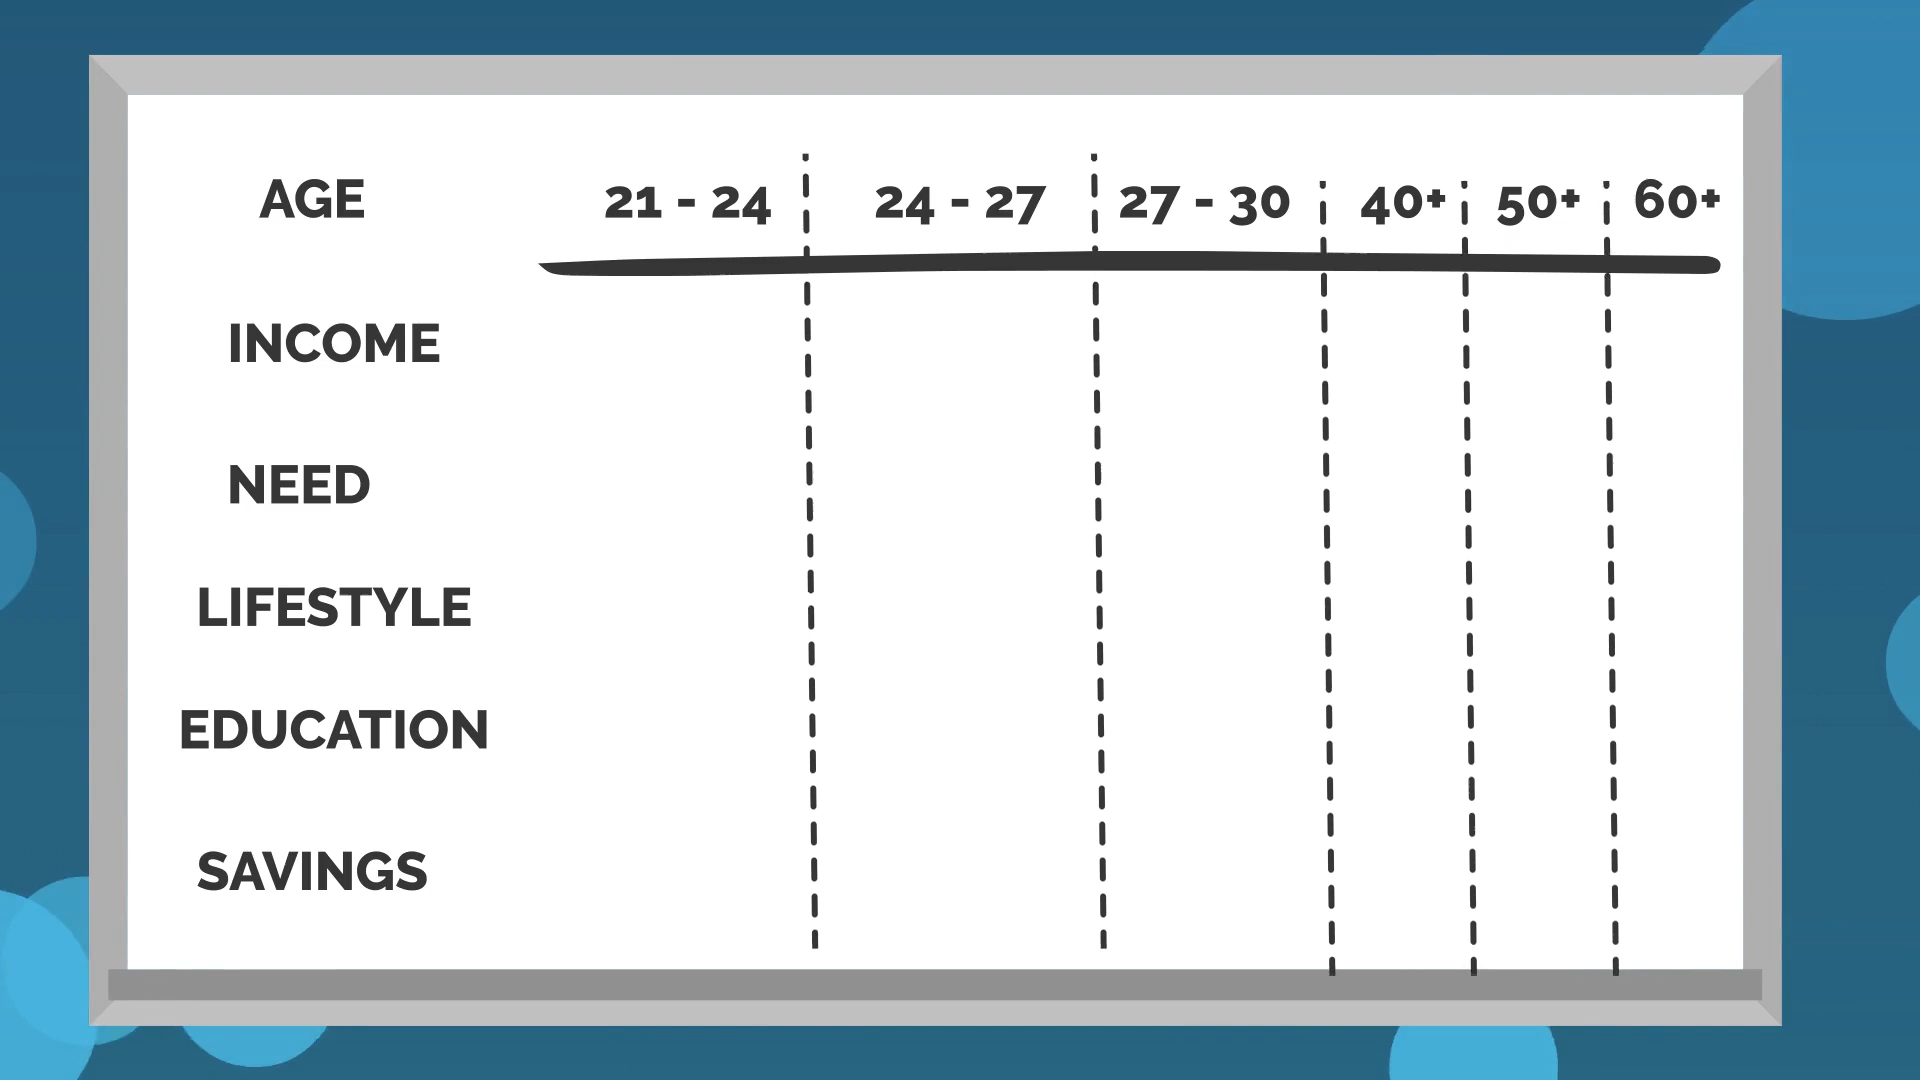 AGE 21 - 24 24 - 27 27 - 30 40+ 50+ 60+
INCOME
NEED
LIFESTYLE
EDUCATION
SAVINGS